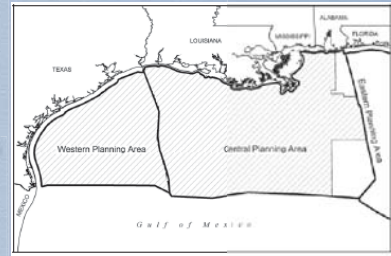 ALABAMA
MISSISSIPPI
FLORIDA
LOUISIANA
TEXAS
Western Planning Area
Central Planning Area
Eastern Planning Area
MEXICO
Gulf of Mexico